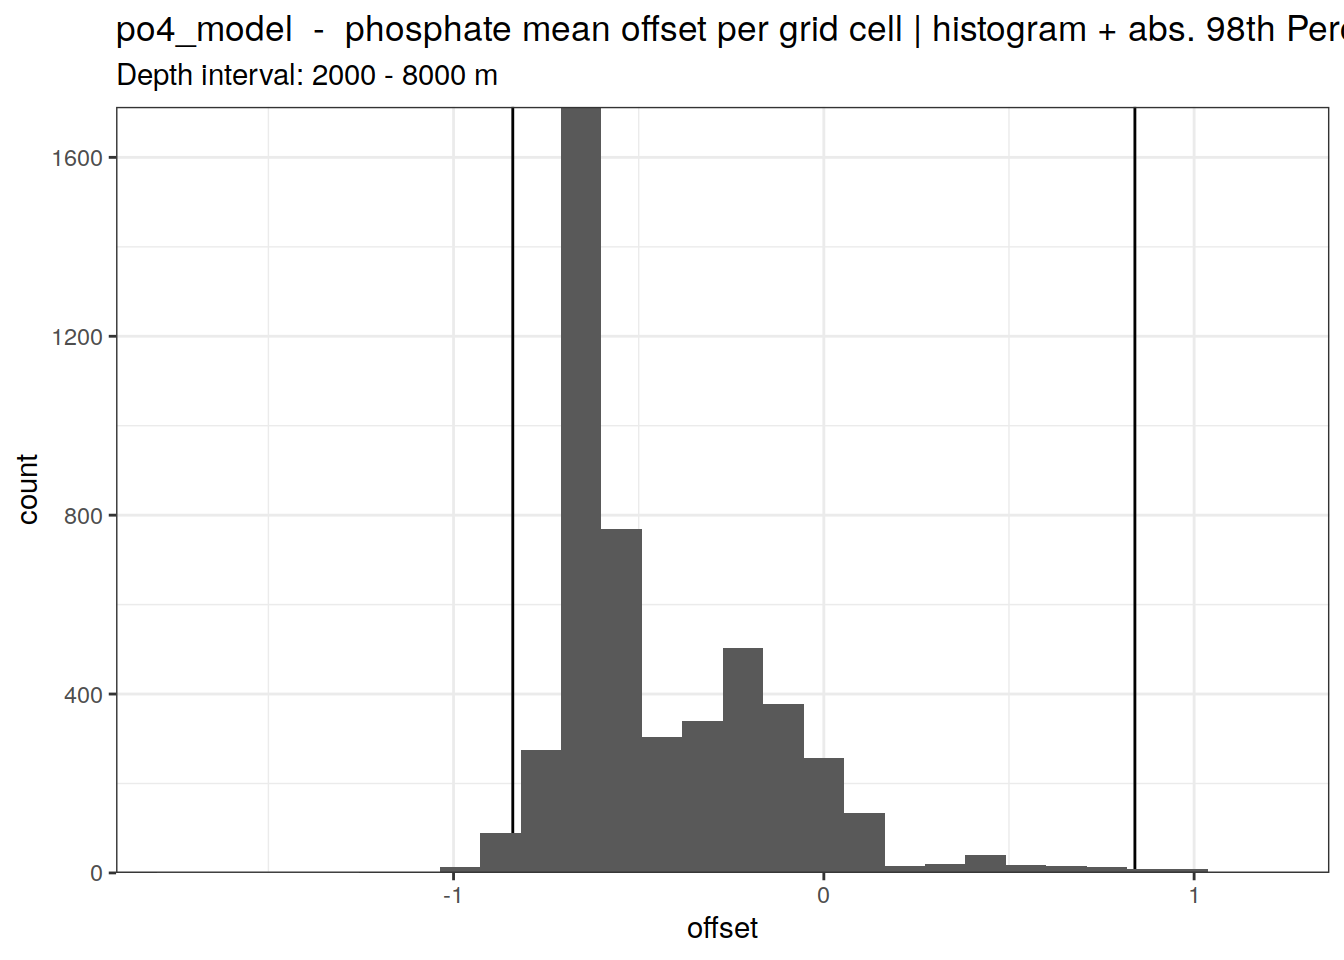 po4_model - phosphate mean offset per grid cell | histogram + abs. 98th
Depth interval: 2000 - 8000 m
1600
1200
800
400
0
count
-1
0
1
offset